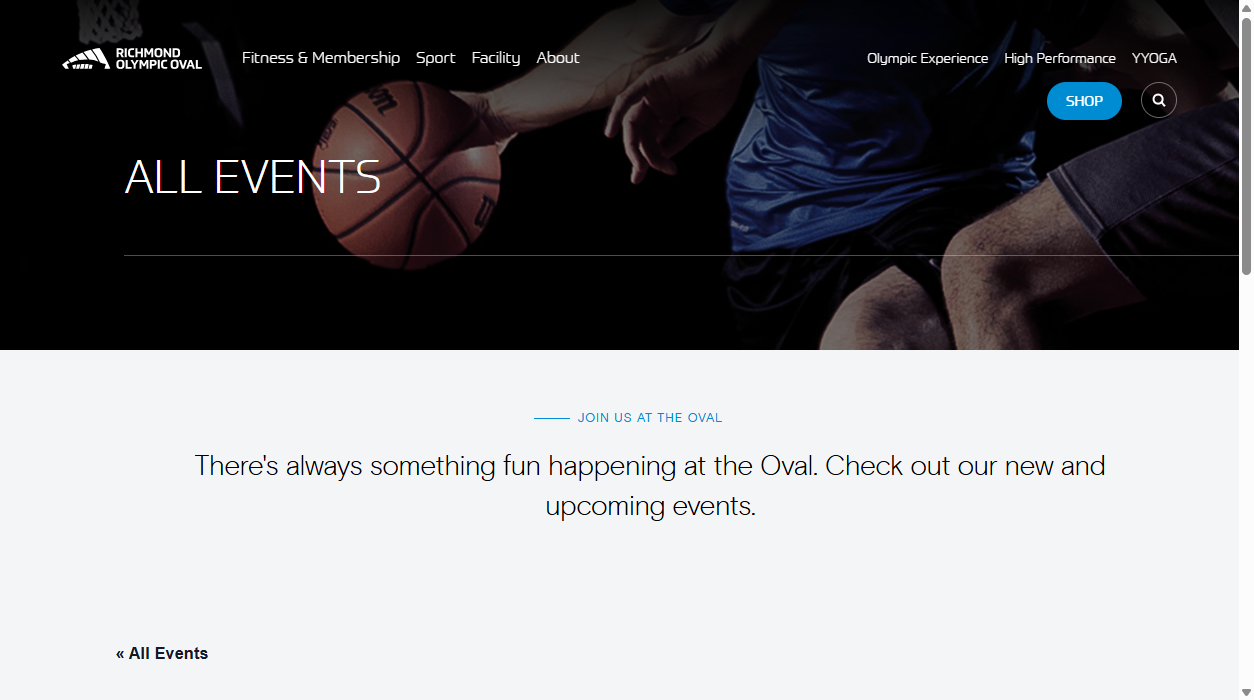 RICHMOND
OLYMPIC OVAL
Fitness & Membership Sport Facility About
Olympic Experience High Performance YYOGA
SHOP
ALL EVENTS
JOIN US AT THE OVAL
There's always something fun happening at the Oval. Check out our new and
upcoming events.
« All Events